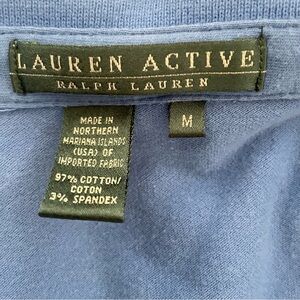 LAUREN ACTIVE
RALPH LAUREN
M
MADE IN
NORTHERN
MARIANA ISLANDS
(USA) OF
IMPORTED FABRIC
97% COTTON/
COTON
3% SPANDEX